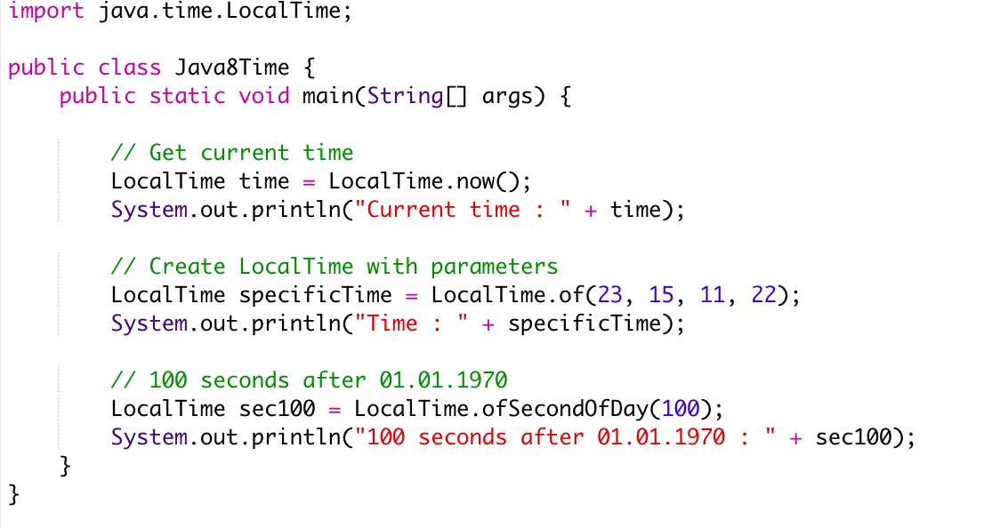 import java.time.LocalTime;
public class Java8Time {
    public static void main(String[] args) {
        // Get current time
        LocalTime time = LocalTime.now();
        System.out.println("Current time : " + time);
        // Create LocalTime with parameters
        LocalTime specificTime = LocalTime.of(23, 15, 11, 22);
        System.out.println("Time : " + specificTime);
        // 100 seconds after 01.01.1970
        LocalTime sec100 = LocalTime.ofSecondOfDay(100);
        System.out.println("100 seconds after 01.01.1970 : " + sec100);
    }
}